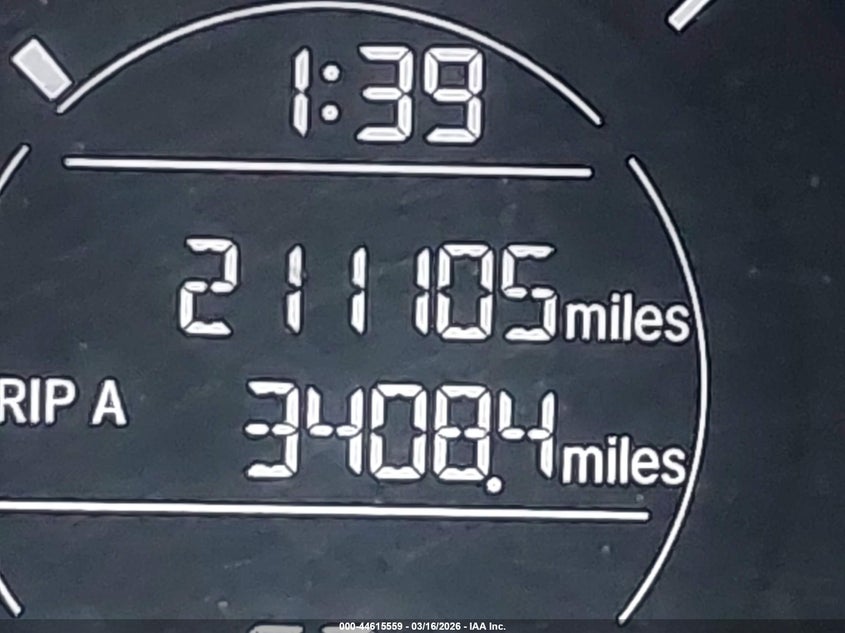 1:39
211105 miles
RIP A 3408.4 miles
000-44615559 - 03/16/2026 - IAA Inc.